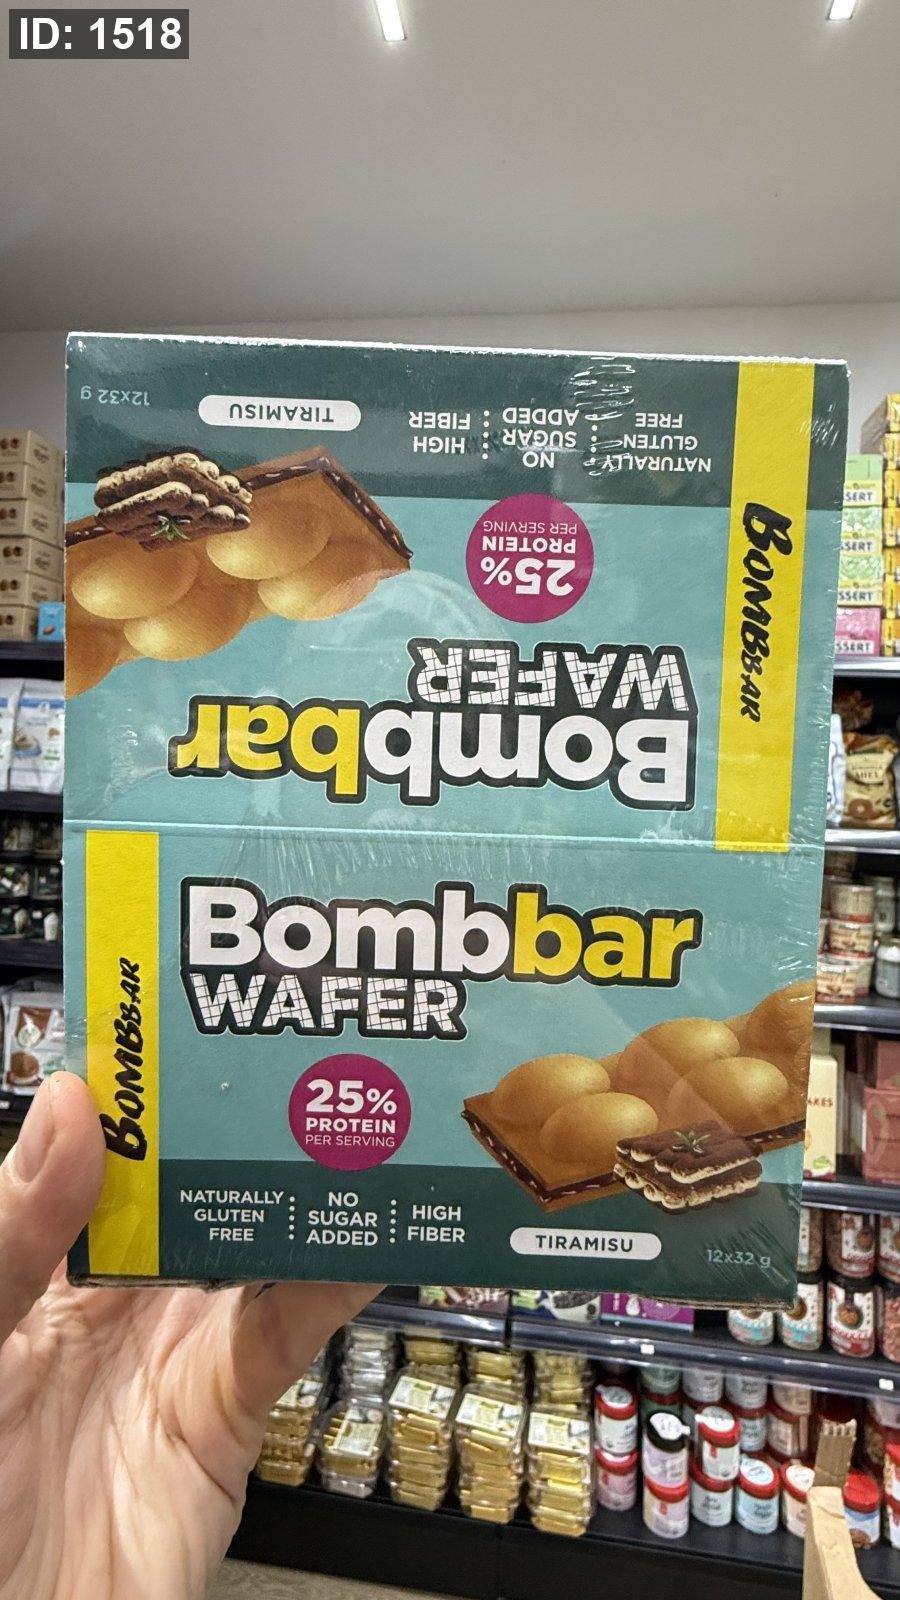 ID: 1518
12x32 g
TIRAMISU
HIGH
FIBER
NO
SUGAR
ADDED
NATURALLY
GLUTEN
FREE
25%
PROTEIN
PER SERVING
Bombbar
WAFER
BOMBBAR
Bombbar
WAFER
BOMBBAR
25%
PROTEIN
PER SERVING
NATURALLY
GLUTEN
FREE
NO
SUGAR
ADDED
HIGH
FIBER
TIRAMISU
12x32 g